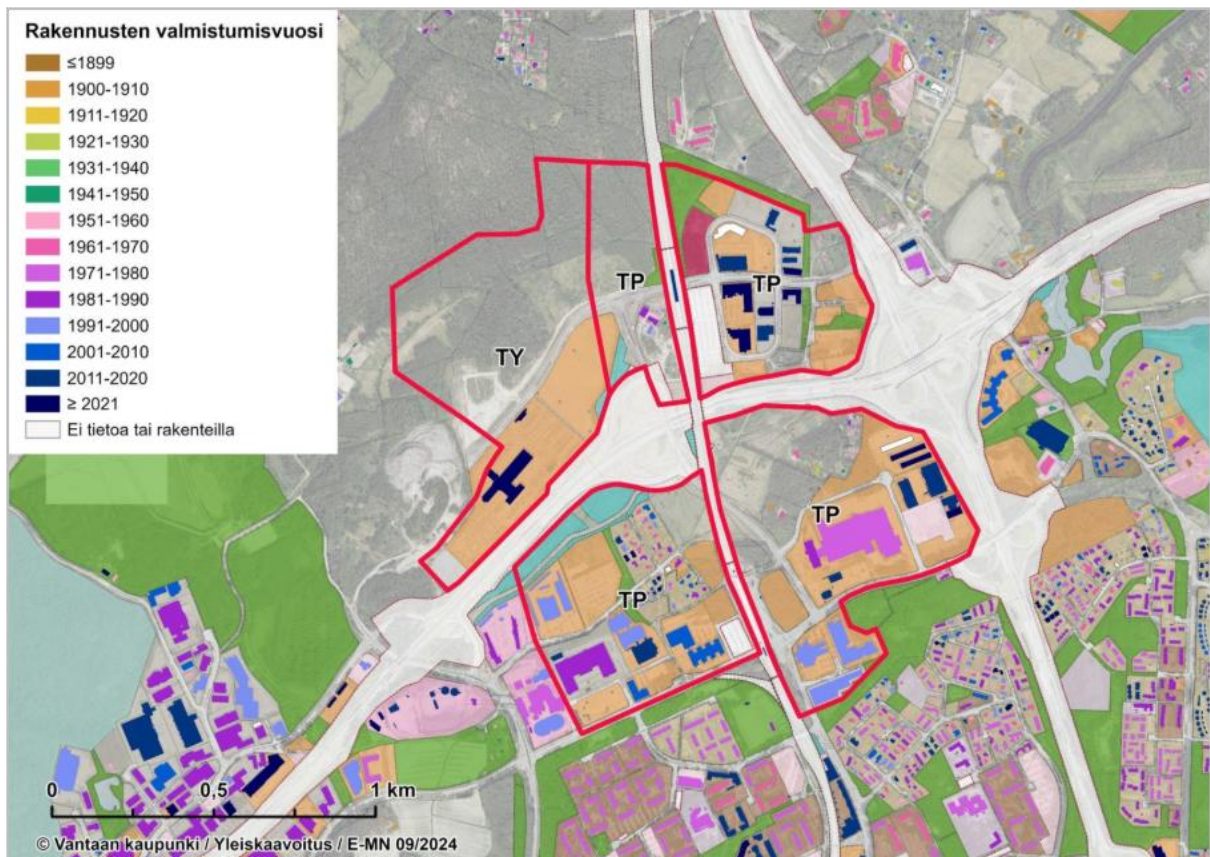 Rakennusten valmistumisvuosi
≤1899
1900-1910
1911-1920
1921-1930
1931-1940
1941-1950
1951-1960
1961-1970
1971-1980
1981-1990
1991-2000
2001-2010
2011-2020
≥ 2021
Ei tietoa tai rakenteilla
TP
TP
TY
TP
TP
0 0,5 1 km
© Vantaan kaupunki / Yleiskaavoitus / E-MN 09/2024